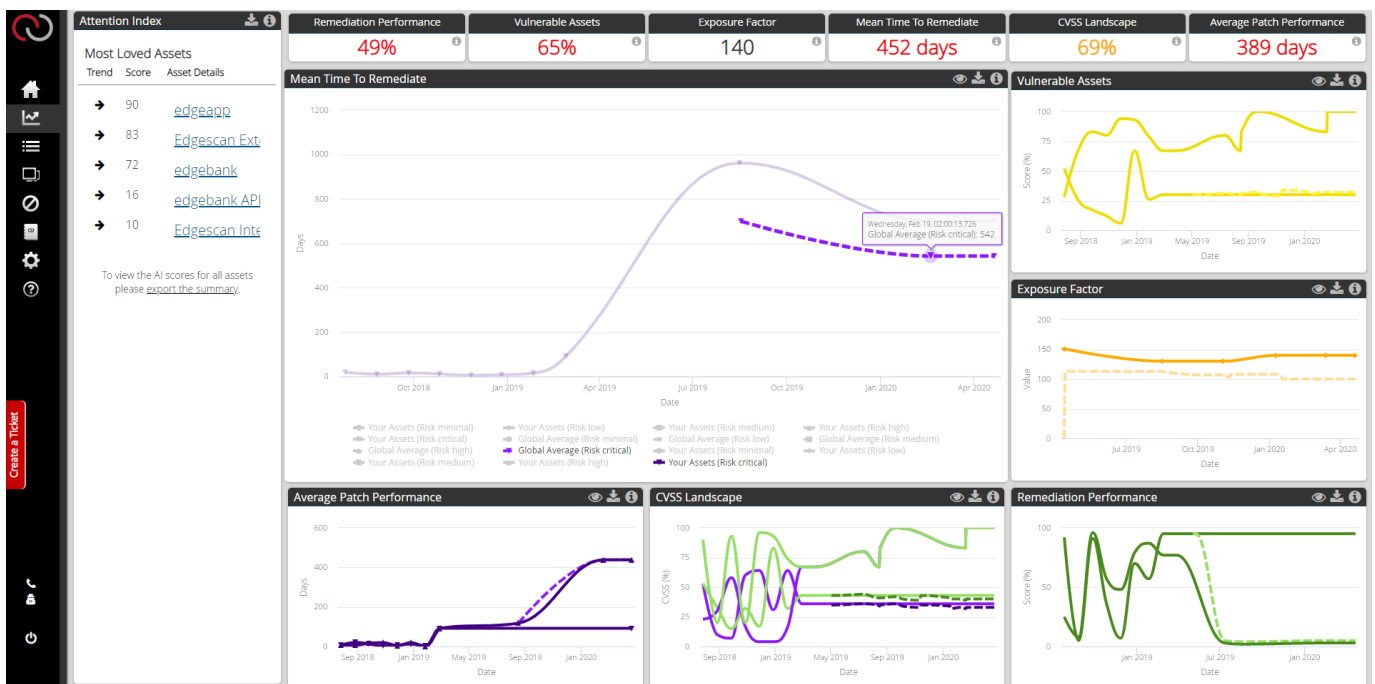 Attention Index
Most Loved Assets
Trend Score Asset Details
90 edgeapp
83 Edgescan Exte
72 edgebank
16 edgebank API
10 Edgescan Inte
To view the AI scores for all assets
please export the summary.
Create a Ticket
Remediation Performance
49%
Vulnerable Assets
65%
Exposure Factor
140
Mean Time To Remediate
452 days
CVSS Landscape
69%
Average Patch Performance
389 days
Mean Time To Remediate
1200
1000
800
600
400
200
0
Days
Oct 2018 Jan 2019 Apr 2019 Jul 2019 Oct 2019 Jan 2020 Apr 2020
Date
Wednesday, Feb 19, 02:00:13.726
Global Average (Risk critical): 542
Your Assets (Risk minimal) Your Assets (Risk low) Your Assets (Risk medium) Your Assets (Risk high)
Your Assets (Risk critical) Global Average (Risk minimal) Global Average (Risk low) Global Average (Risk medium)
Global Average (Risk high) Global Average (Risk critical) Your Assets (Risk minimal) Your Assets (Risk low)
Your Assets (Risk medium) Your Assets (Risk high) Your Assets (Risk critical)
Vulnerable Assets
100
75
50
25
0
Score (%)
Sep 2018 Jan 2019 May 2019 Sep 2019 Jan 2020
Date
Exposure Factor
200
150
100
50
0
Value
Jul 2019 Oct 2019 Jan 2020 Apr 2020
Date
Average Patch Performance
600
400
200
0
Days
Sep 2018 Jan 2019 May 2019 Sep 2019 Jan 2020
Date
CVSS Landscape
100
75
50
25
0
CVSS (%)
Sep 2018 Jan 2019 May 2019 Sep 2019 Jan 2020
Date
Remediation Performance
100
50
0
Score (%)
Jan 2019 Jul 2019 Jan 2020
Date